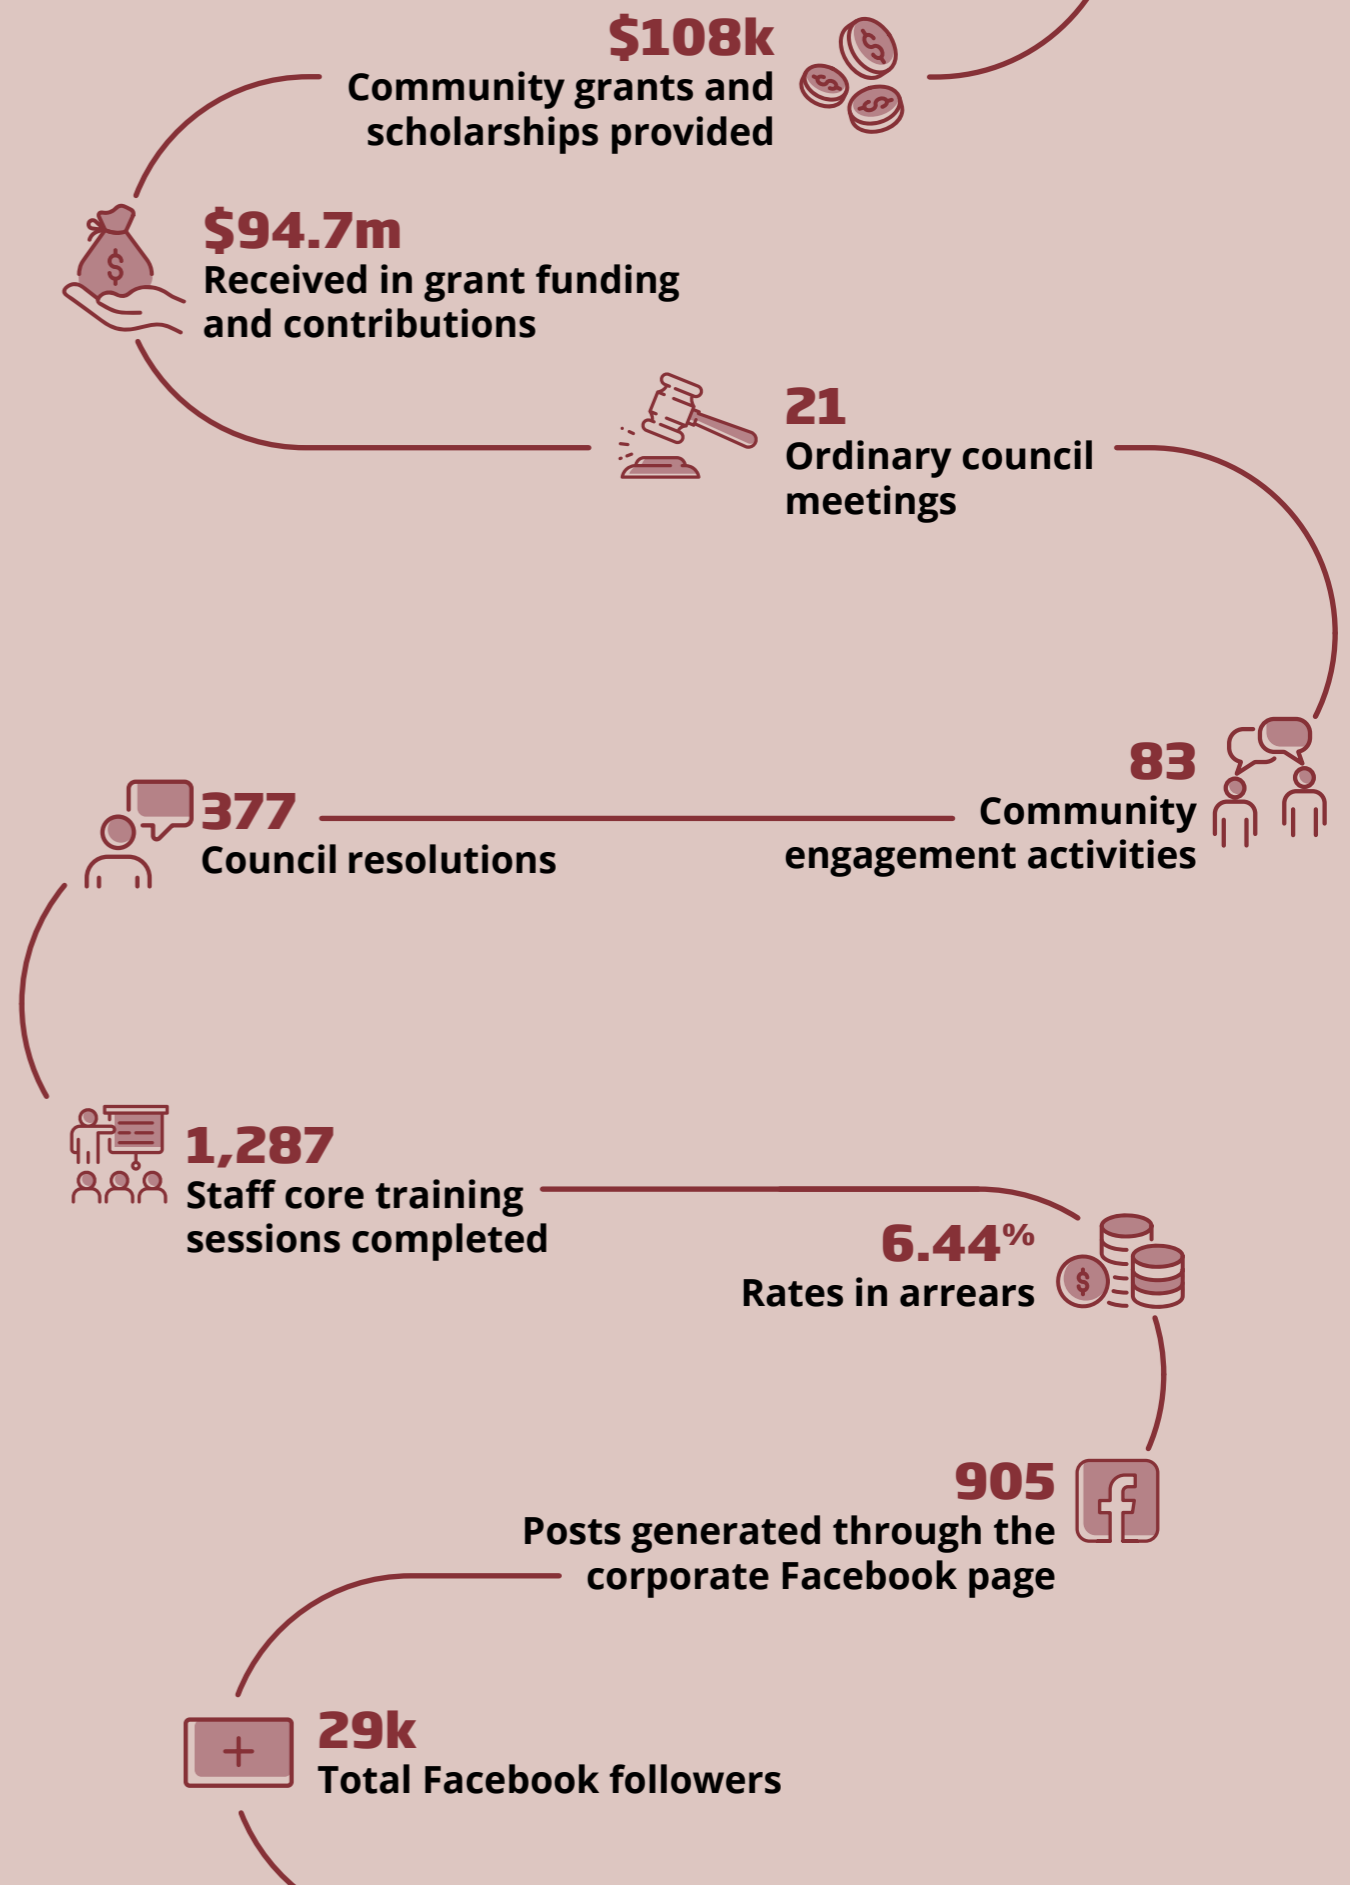 $108k
Community grants and
scholarships provided
$
$
$
$94.7m
Received in grant funding
and contributions
$
21
Ordinary council
meetings
83
Community
engagement activities
377
Council resolutions
1,287
Staff core training
sessions completed
6.44%
Rates in arrears
$
905
Posts generated through the
corporate Facebook page
f
29k
Total Facebook followers
+